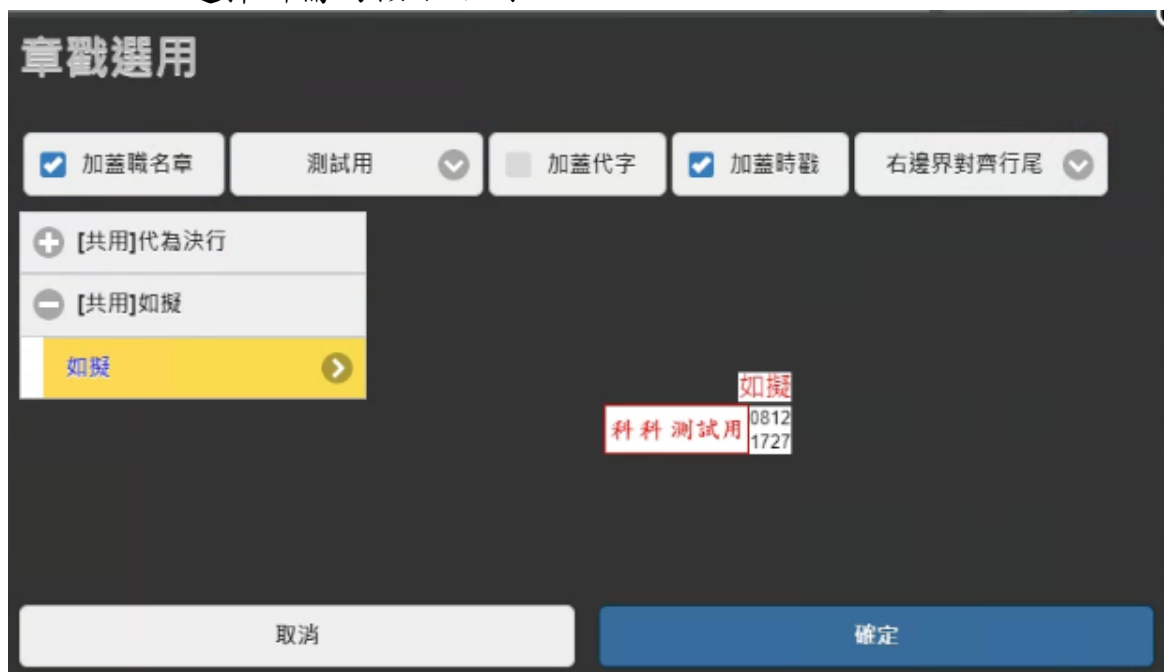 章戳選用
加蓋職名章 測試用 加蓋代字 加蓋時戳 右邊界對齊行尾
[共用]代為決行
[共用]如擬
如擬
如擬
科科 測試用 0812
1727
取消 確定